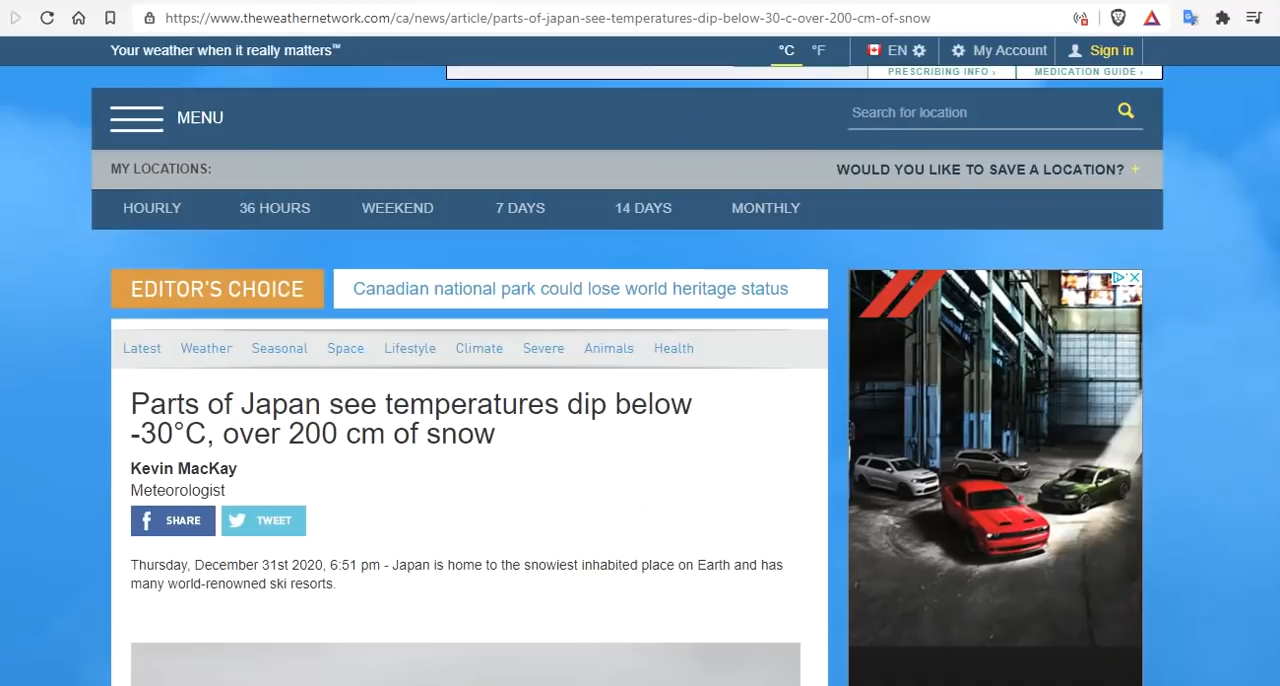 https://www.theweathernetwork.com/ca/news/article/parts-of-japan-see-temperatures-dip-below-30-c-over-200-cm-of-snow
Your weather when it really matters™
°C °F EN My Account Sign in
PRESCRIBING INFO › MEDICATION GUIDE ›
MENU Search for location
MY LOCATIONS: WOULD YOU LIKE TO SAVE A LOCATION? +
HOURLY 36 HOURS WEEKEND 7 DAYS 14 DAYS MONTHLY
EDITOR'S CHOICE Canadian national park could lose world heritage status
Latest Weather Seasonal Space Lifestyle Climate Severe Animals Health
Parts of Japan see temperatures dip below
-30°C, over 200 cm of snow
Kevin MacKay
Meteorologist
f SHARE TWEET
Thursday, December 31st 2020, 6:51 pm - Japan is home to the snowiest inhabited place on Earth and has
many world-renowned ski resorts.